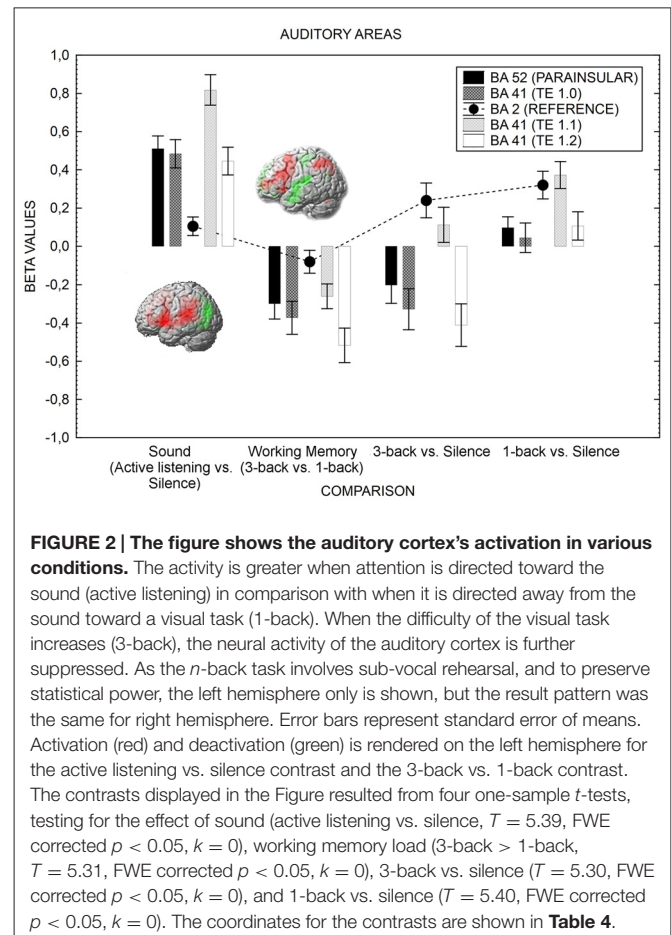 AUDITORY AREAS
1,0
0,8
0,6
0,4
0,2
0,0
-0,2
-0,4
-0,6
-0,8
-1,0
BETA VALUES
BA 52 (PARAINSULAR)
BA 41 (TE 1.0)
BA 2 (REFERENCE)
BA 41 (TE 1.1)
BA 41 (TE 1.2)
Sound
(Active listening vs.
Silence)
Working Memory
(3-back vs. 1-back)
3-back vs. Silence
1-back vs. Silence
COMPARISON
FIGURE 2 | The figure shows the auditory cortex's activation in various
conditions. The activity is greater when attention is directed toward the
sound (active listening) in comparison with when it is directed away from the
sound toward a visual task (1-back). When the difficulty of the visual task
increases (3-back), the neural activity of the auditory cortex is further
suppressed. As the n-back task involves sub-vocal rehearsal, and to preserve
statistical power, the left hemisphere only is shown, but the result pattern was
the same for right hemisphere. Error bars represent standard error of means.
Activation (red) and deactivation (green) is rendered on the left hemisphere for
the active listening vs. silence contrast and the 3-back vs. 1-back contrast.
The contrasts displayed in the Figure resulted from four one-sample t-tests,
testing for the effect of sound (active listening vs. silence, T = 5.39, FWE
corrected p < 0.05, k = 0), working memory load (3-back > 1-back,
T = 5.31, FWE corrected p < 0.05, k = 0), 3-back vs. silence (T = 5.30, FWE
corrected p < 0.05, k = 0), and 1-back vs. silence (T = 5.40, FWE corrected
p < 0.05, k = 0). The coordinates for the contrasts are shown in Table 4.